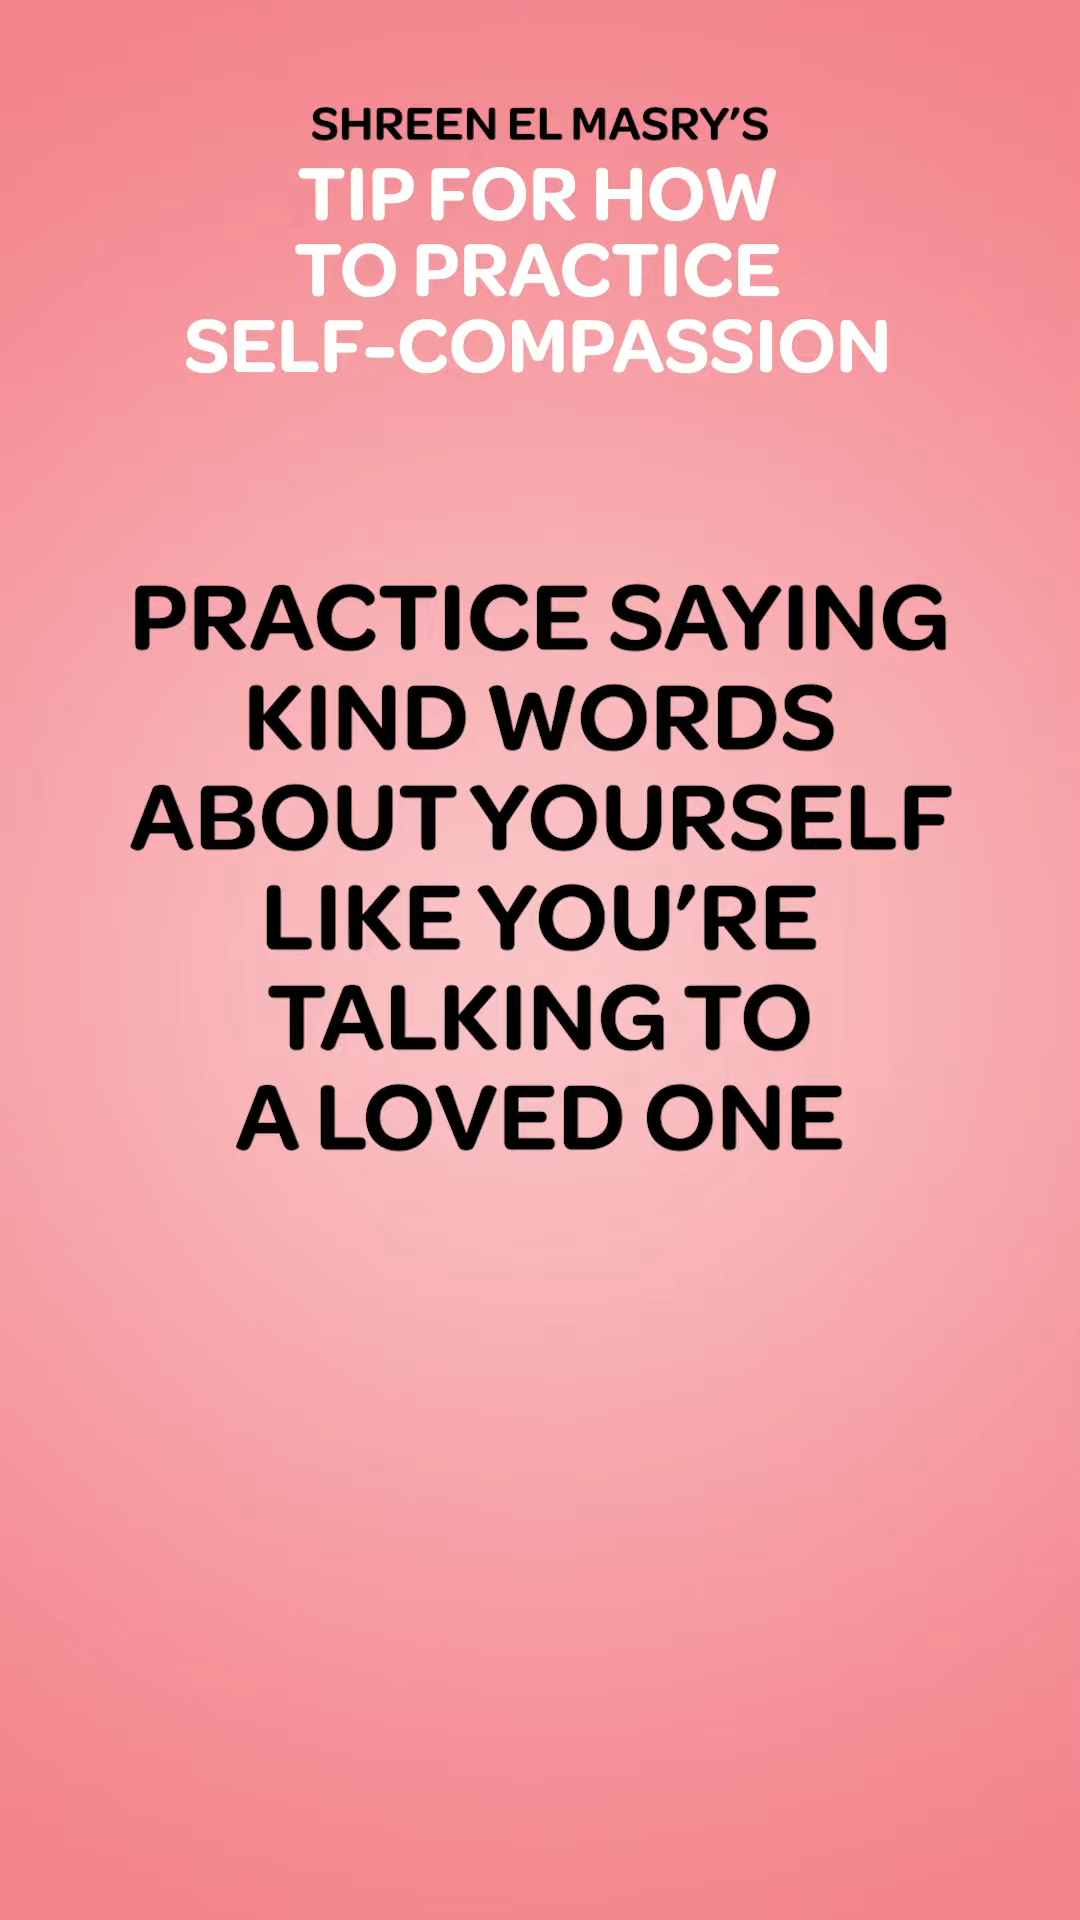 SHREEN EL MASRY’S
TIP FOR HOW
TO PRACTICE
SELF-COMPASSION
PRACTICE SAYING
KIND WORDS
ABOUT YOURSELF
LIKE YOU’RE
TALKING TO
A LOVED ONE